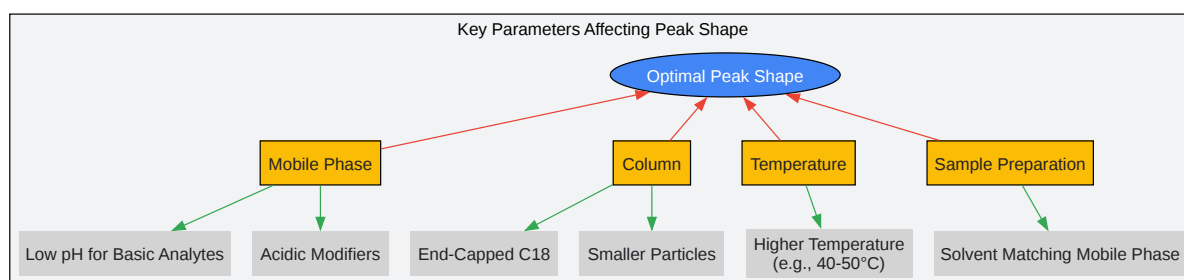 Key Parameters Affecting Peak Shape
Optimal Peak Shape
Mobile Phase
Column
Temperature
Sample Preparation
Low pH for Basic Analytes
Acidic Modifiers
End-Capped C18
Smaller Particles
Higher Temperature
(e.g., 40-50°C)
Solvent Matching Mobile Phase